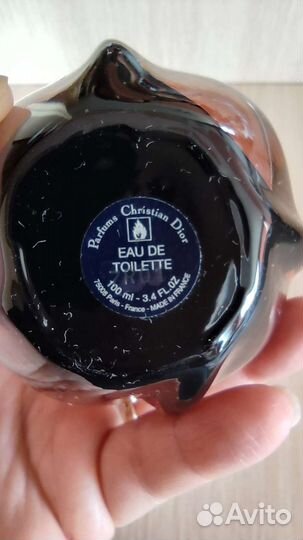 Parfums Christian Dior
EAU DE
TOILETTE
100 ml - 3.4 FL.OZ
75008 Paris - France - MADE IN FRANCE
Avito